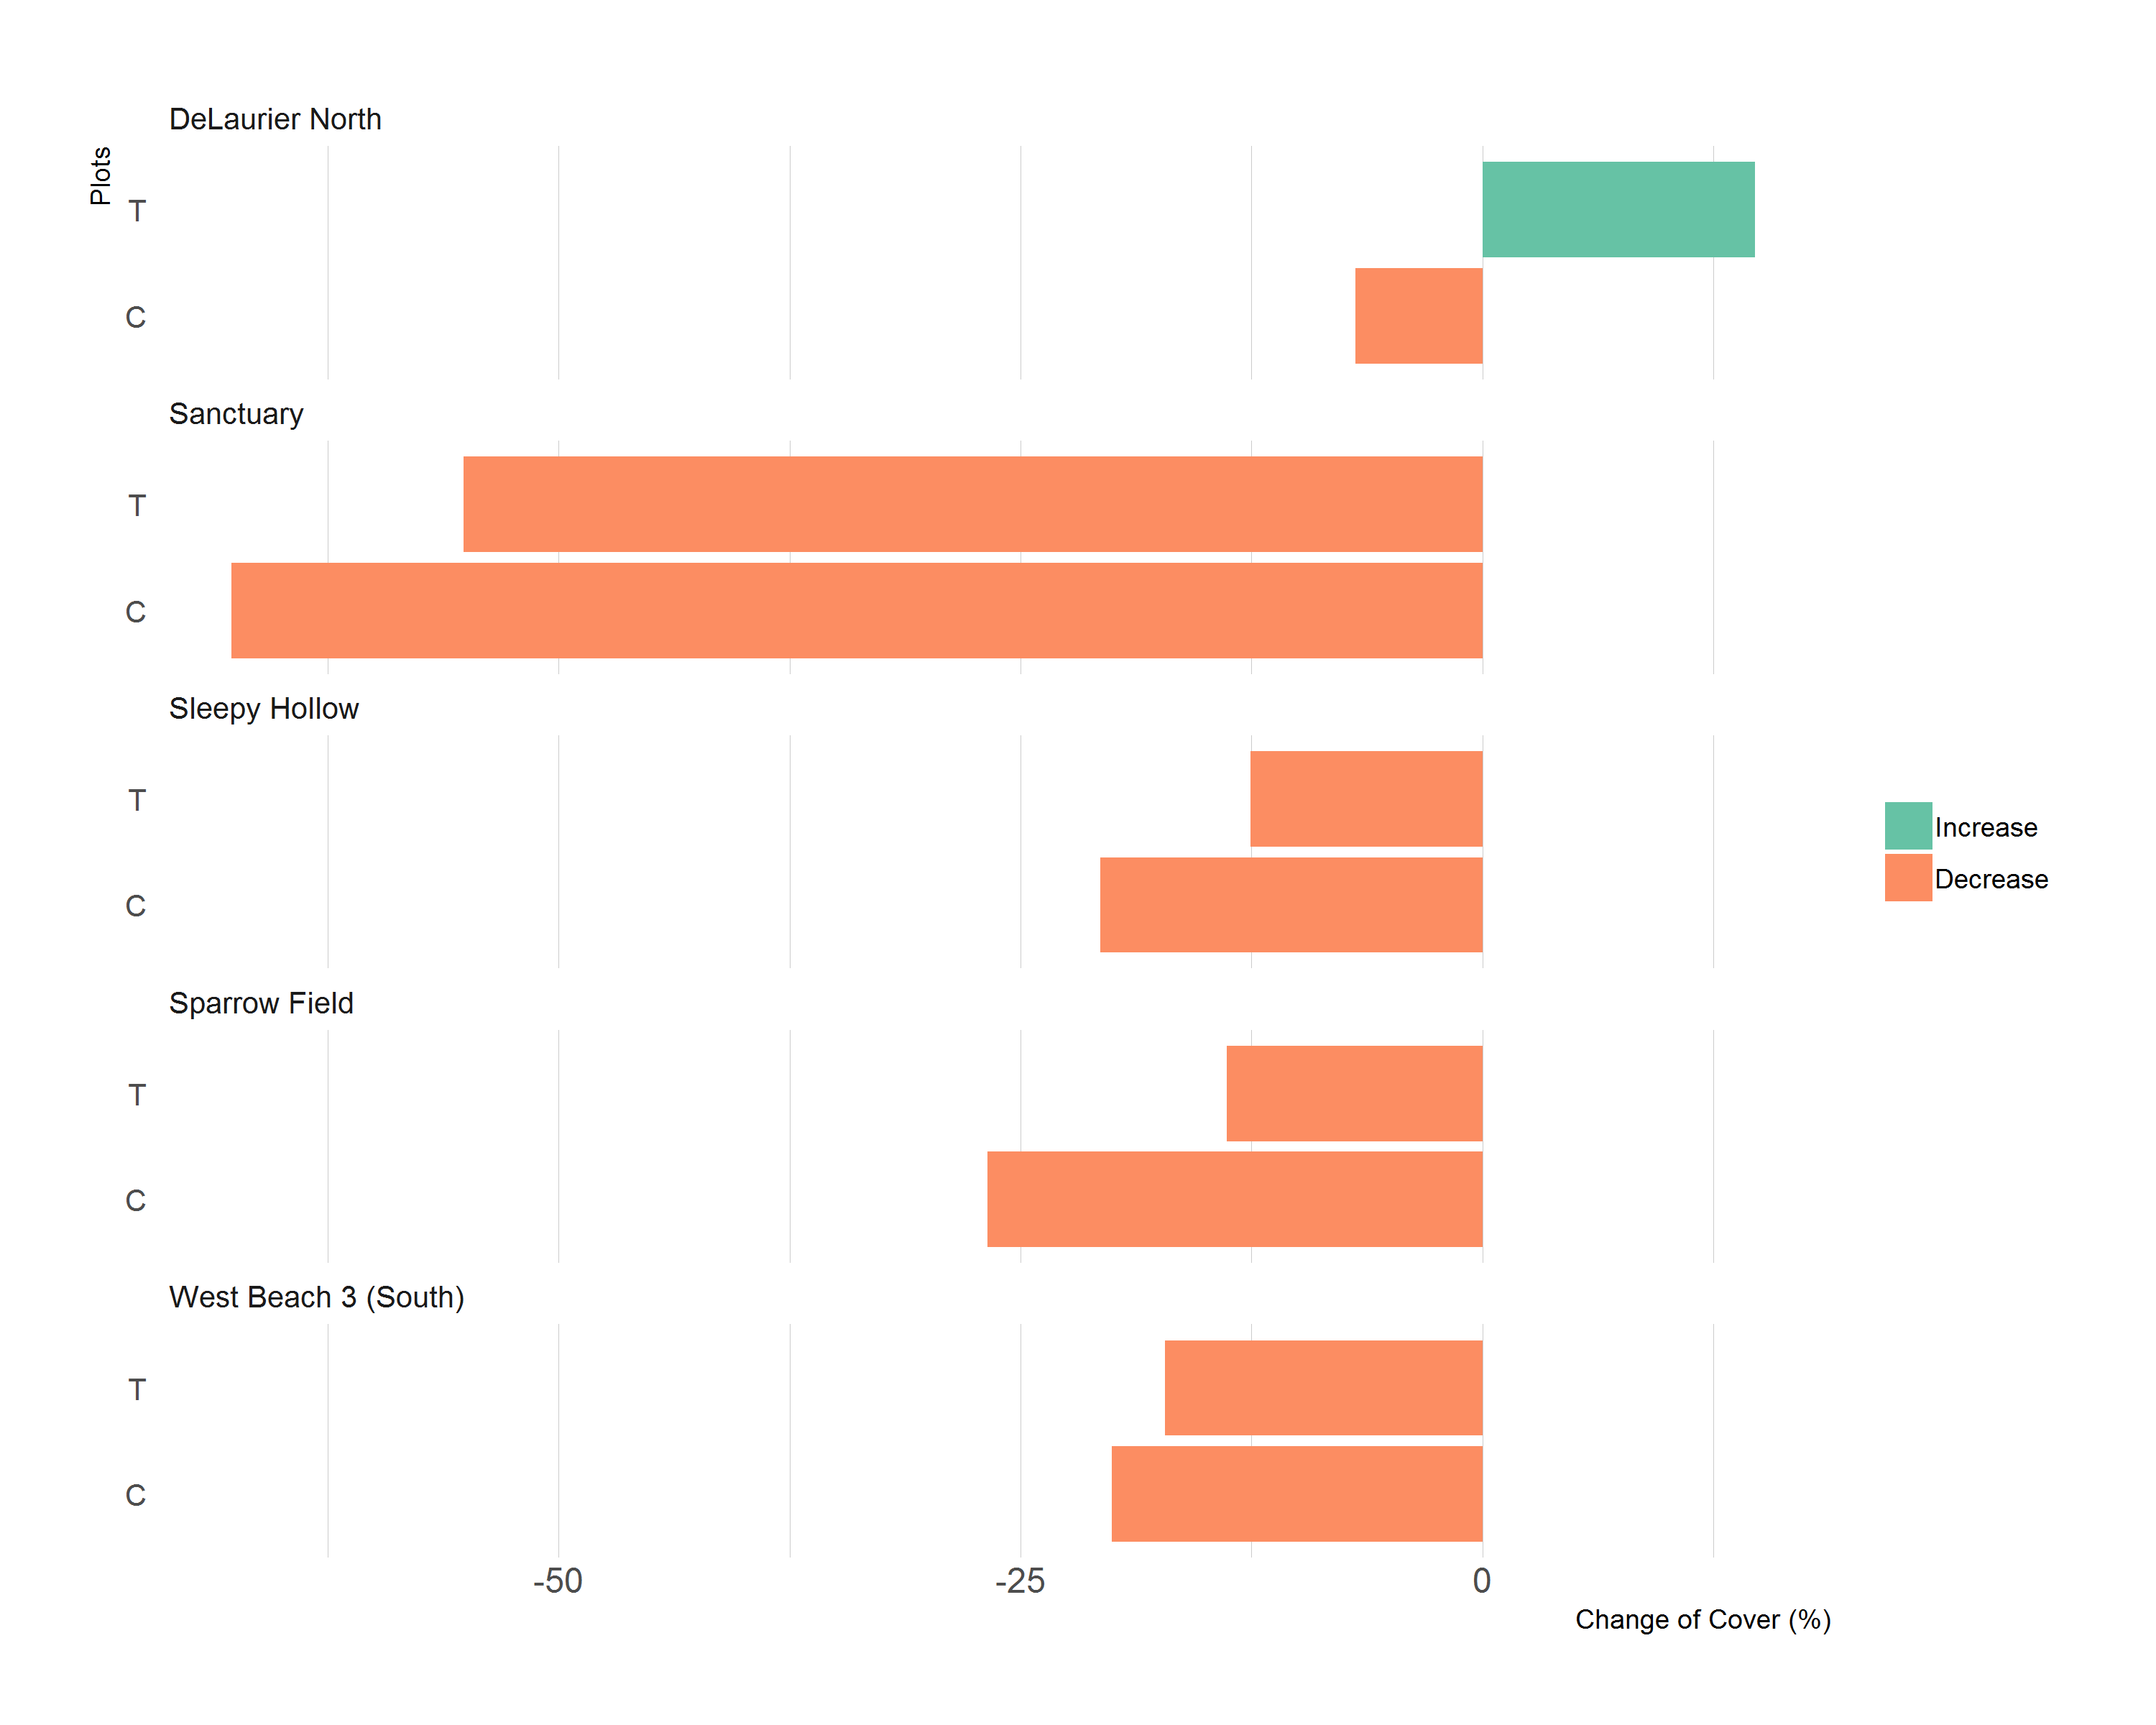 DeLaurier North
Plots
T
C
Sanctuary
T
C
Sleepy Hollow
T
C
Increase
Decrease
Sparrow Field
T
C
West Beach 3 (South)
T
C
-50
-25
0
Change of Cover (%)